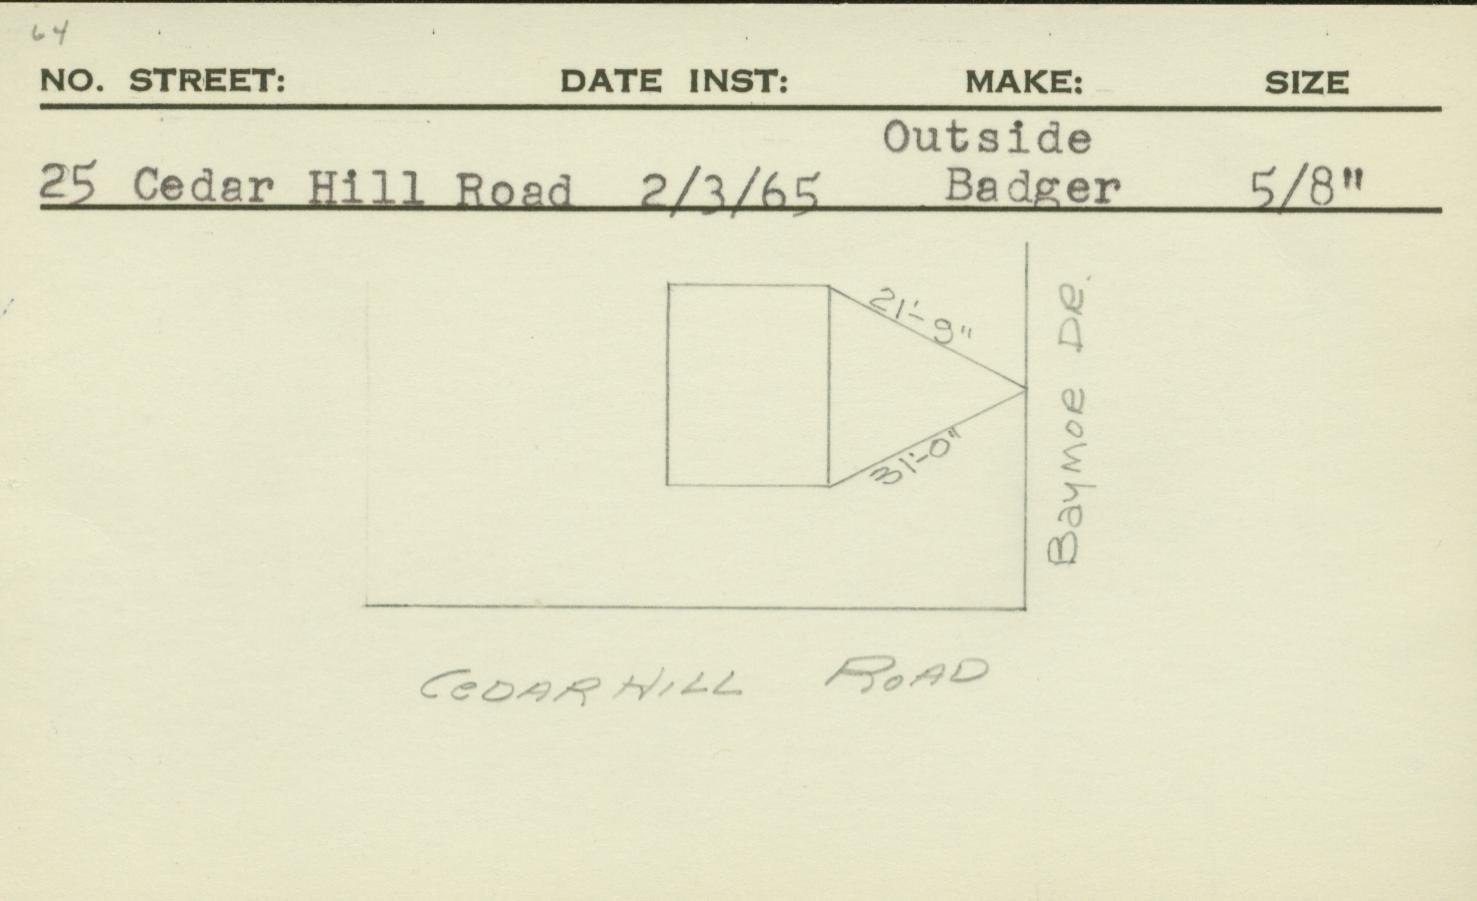 64
NO. STREET: DATE INST: MAKE: SIZE
Outside
25 Cedar Hill Road 2/3/65 Badger 5/8"
21'-9"
31'-0"
BAYMOR DR.
CEDAR HILL ROAD